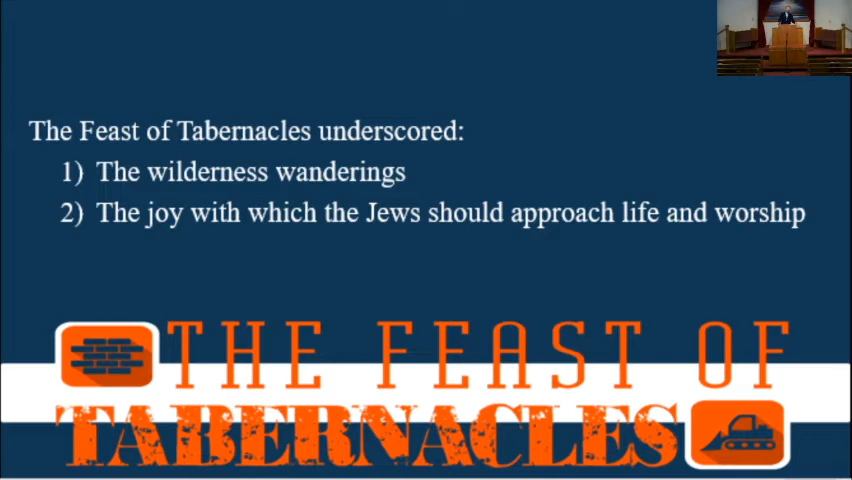 The Feast of Tabernacles underscored:
1) The wilderness wanderings
2) The joy with which the Jews should approach life and worship
THE FEAST OF
TABERNACLES